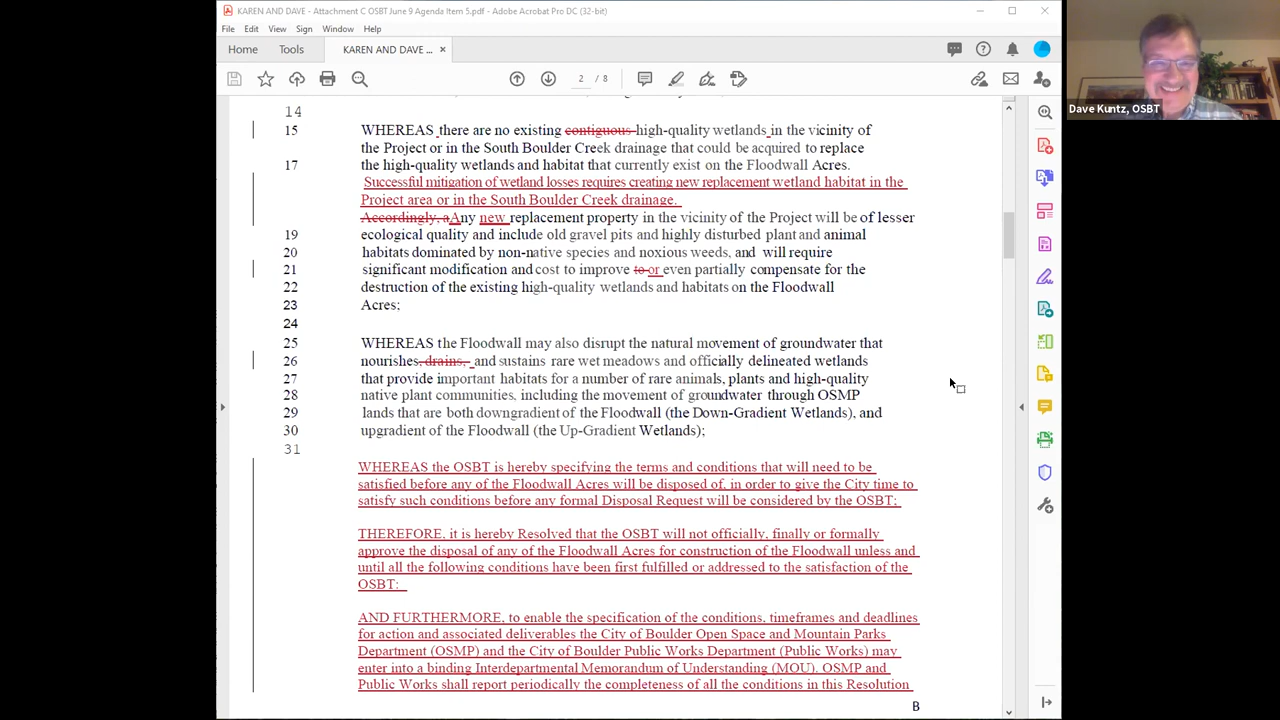 KAREN AND DAVE - Attachment C OSBT June 9 Agenda Item 5.pdf - Adobe Acrobat Pro DC (32-bit)
File Edit View Sign Window Help
Home Tools KAREN AND DAVE ... ×
2 / 8
Dave Kuntz, OSBT
14
15 WHEREAS there are no existing contiguous high-quality wetlands in the vicinity of
the Project or in the South Boulder Creek drainage that could be acquired to replace
17 the high-quality wetlands and habitat that currently exist on the Floodwall Acres.
Successful mitigation of wetland losses requires creating new replacement wetland habitat in the
Project area or in the South Boulder Creek drainage.
Accordingly, aAny new replacement property in the vicinity of the Project will be of lesser
19 ecological quality and include old gravel pits and highly disturbed plant and animal
20 habitats dominated by non-native species and noxious weeds, and will require
21 significant modification and cost to improve to or even partially compensate for the
22 destruction of the existing high-quality wetlands and habitats on the Floodwall
23 Acres;
24
25 WHEREAS the Floodwall may also disrupt the natural movement of groundwater that
26 nourishes, drains, and sustains rare wet meadows and officially delineated wetlands
27 that provide important habitats for a number of rare animals, plants and high-quality
28 native plant communities, including the movement of groundwater through OSMP
29 lands that are both downgradient of the Floodwall (the Down-Gradient Wetlands), and
30 upgradient of the Floodwall (the Up-Gradient Wetlands);
31
WHEREAS the OSBT is hereby specifying the terms and conditions that will need to be
satisfied before any of the Floodwall Acres will be disposed of, in order to give the City time to
satisfy such conditions before any formal Disposal Request will be considered by the OSBT;
THEREFORE, it is hereby Resolved that the OSBT will not officially, finally or formally
approve the disposal of any of the Floodwall Acres for construction of the Floodwall unless and
until all the following conditions have been first fulfilled or addressed to the satisfaction of the
OSBT:
AND FURTHERMORE, to enable the specification of the conditions, timeframes and deadlines
for action and associated deliverables the City of Boulder Open Space and Mountain Parks
Department (OSMP) and the City of Boulder Public Works Department (Public Works) may
enter into a binding Interdepartmental Memorandum of Understanding (MOU). OSMP and
Public Works shall report periodically the completeness of all the conditions in this Resolution
B